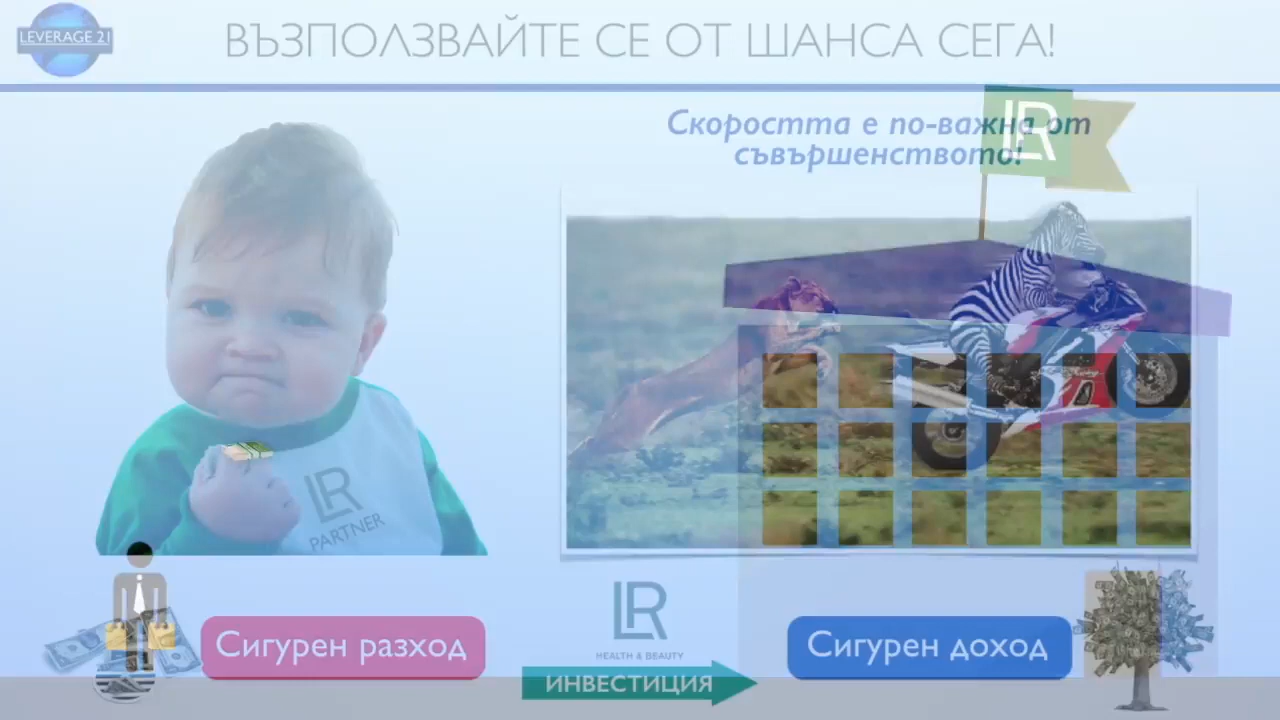 LEVERAGE 21
ВЪЗПОЛЗВАЙТЕ СЕ ОТ ШАНСА СЕГА!
Скоростта е по-важна от
съвършенството!
LR
LR
PARTNER
LR
HEALTH & BEAUTY
Сигурен разход
Сигурен доход
ИНВЕСТИЦИЯ